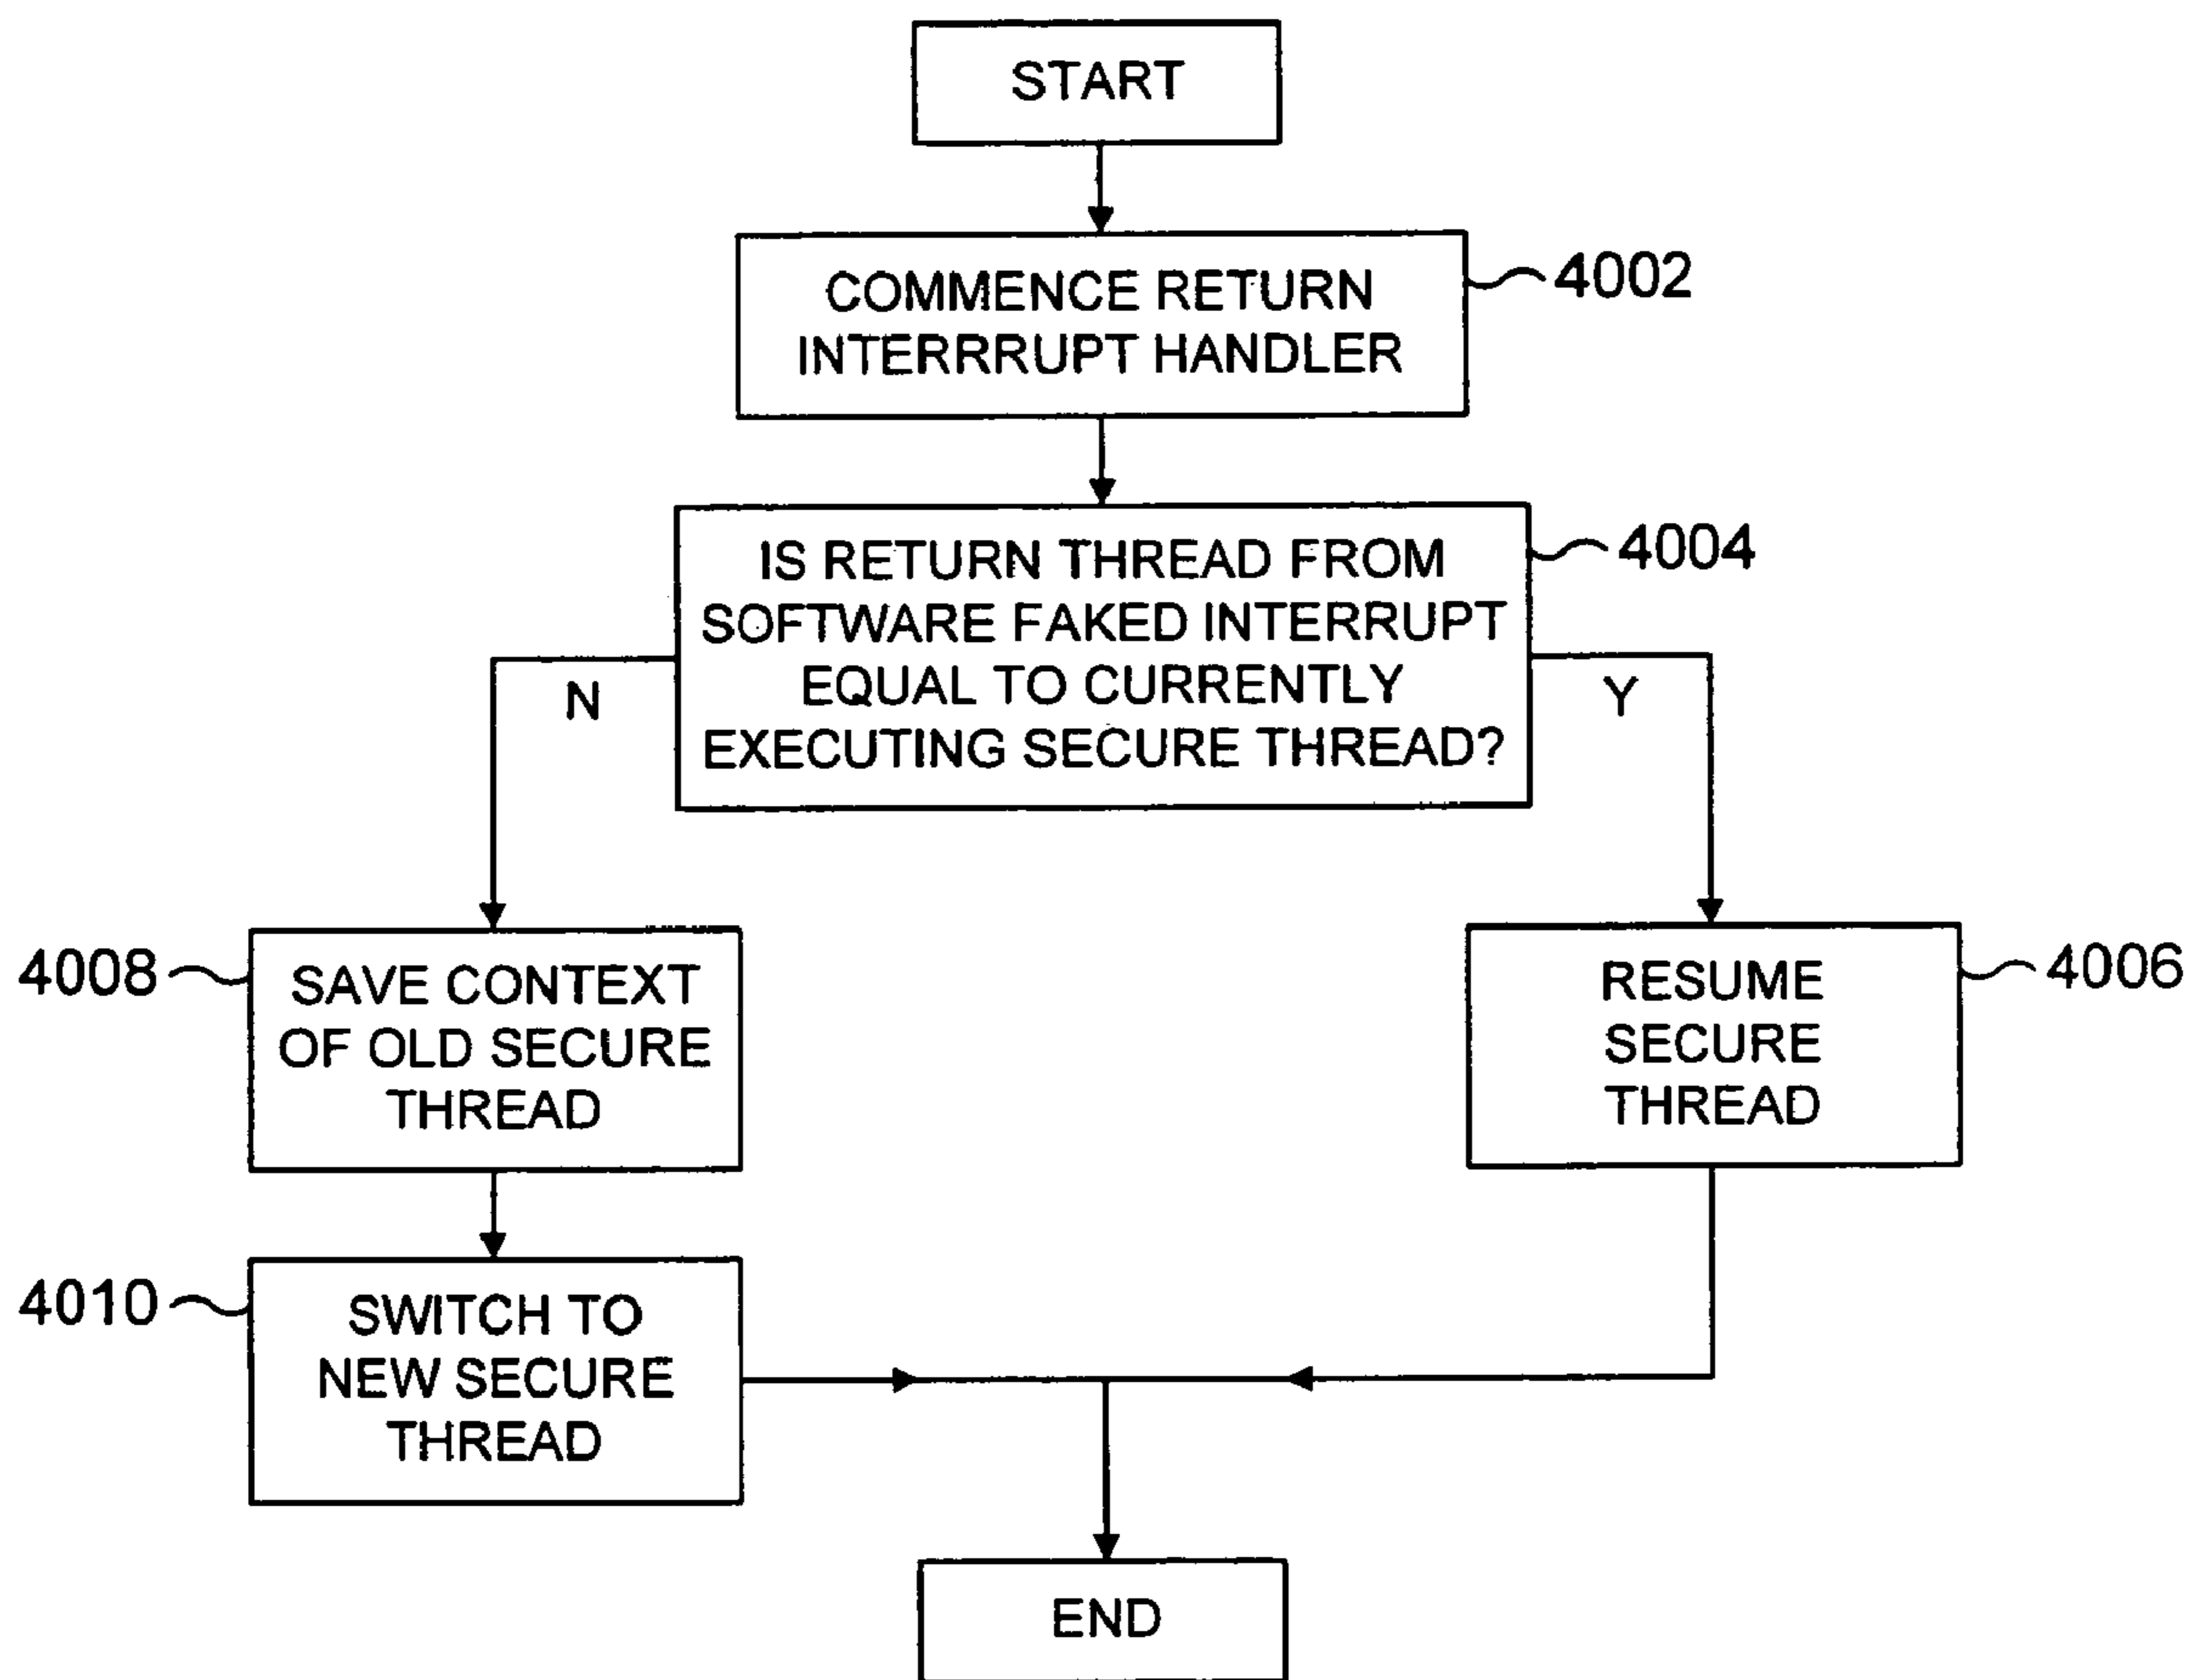 START
COMMENCE RETURN
INTERRRUPT HANDLER
4002
IS RETURN THREAD FROM
SOFTWARE FAKED INTERRUPT
EQUAL TO CURRENTLY
EXECUTING SECURE THREAD?
4004
N
Y
4008
SAVE CONTEXT
OF OLD SECURE
THREAD
RESUME
SECURE
THREAD
4006
4010
SWITCH TO
NEW SECURE
THREAD
END